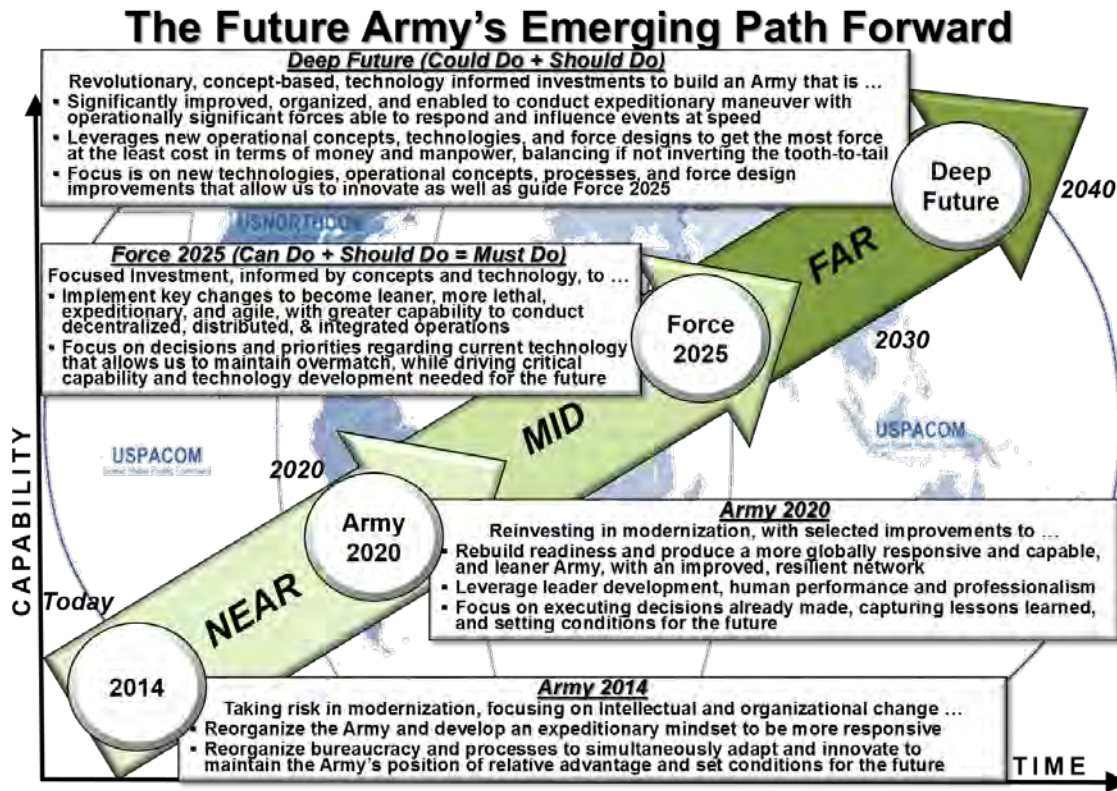 The Future Army's Emerging Path Forward
Deep Future (Could Do + Should Do)
Revolutionary, concept-based, technology informed investments to build an Army that is …
▪ Significantly improved, organized, and enabled to conduct expeditionary maneuver with
operationally significant forces able to respond and influence events at speed
▪ Leverages new operational concepts, technologies, and force designs to get the most force
at the least cost in terms of money and manpower, balancing if not inverting the tooth-to-tail
▪ Focus is on new technologies, operational concepts, processes, and force design
improvements that allow us to innovate as well as guide Force 2025
Deep
Future
2040
USNORTHCOM
FAR
Force 2025 (Can Do + Should Do = Must Do)
Focused Investment, informed by concepts and technology, to …
▪ Implement key changes to become leaner, more lethal,
expeditionary, and agile, with greater capability to conduct
decentralized, distributed, & integrated operations
▪ Focus on decisions and priorities regarding current technology
that allows us to maintain overmatch, while driving critical
capability and technology development needed for the future
Force
2025
2030
MID
USPACOM
USPACOM
2020
Army
2020
Army 2020
Reinvesting in modernization, with selected improvements to …
▪ Rebuild readiness and produce a more globally responsive and capable,
and leaner Army, with an improved, resilient network
▪ Leverage leader development, human performance and professionalism
▪ Focus on executing decisions already made, capturing lessons learned,
and setting conditions for the future
CAPABILITY
Today
NEAR
2014
Army 2014
Taking risk in modernization, focusing on intellectual and organizational change …
▪ Reorganize the Army and develop an expeditionary mindset to be more responsive
▪ Reorganize bureaucracy and processes to simultaneously adapt and innovate to
maintain the Army's position of relative advantage and set conditions for the future
TIME